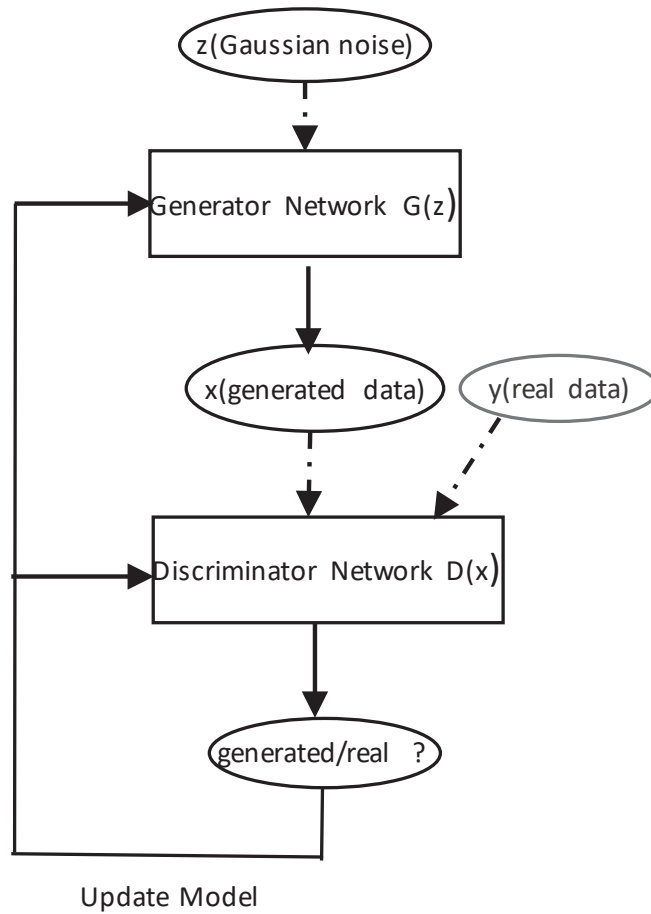 z(Gaussian noise)
Generator Network G(z)
x(generated data)
y(real data)
Discriminator Network D(x)
generated/real ?
Update Model